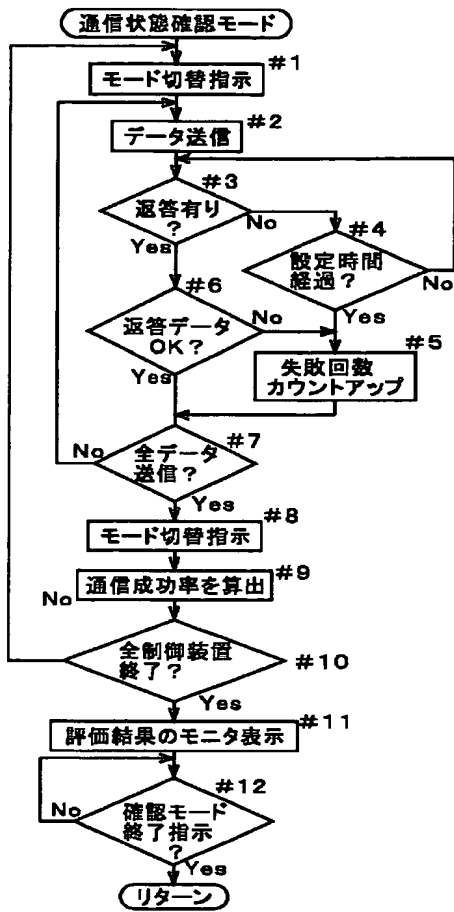 通信状態確認モード
#1
モード切替指示
#2
データ送信
#3
返答有り
?
No
Yes
#4
設定時間
経過?
No
Yes
#6
返答データ
OK?
No
Yes
#5
失敗回数
カウントアップ
#7
No
全データ
送信?
Yes
#8
モード切替指示
#9
通信成功率を算出
No
全制御装置
終了?
#10
Yes
#11
評価結果のモニタ表示
#12
No
確認モード
終了指示
?
Yes
リターン